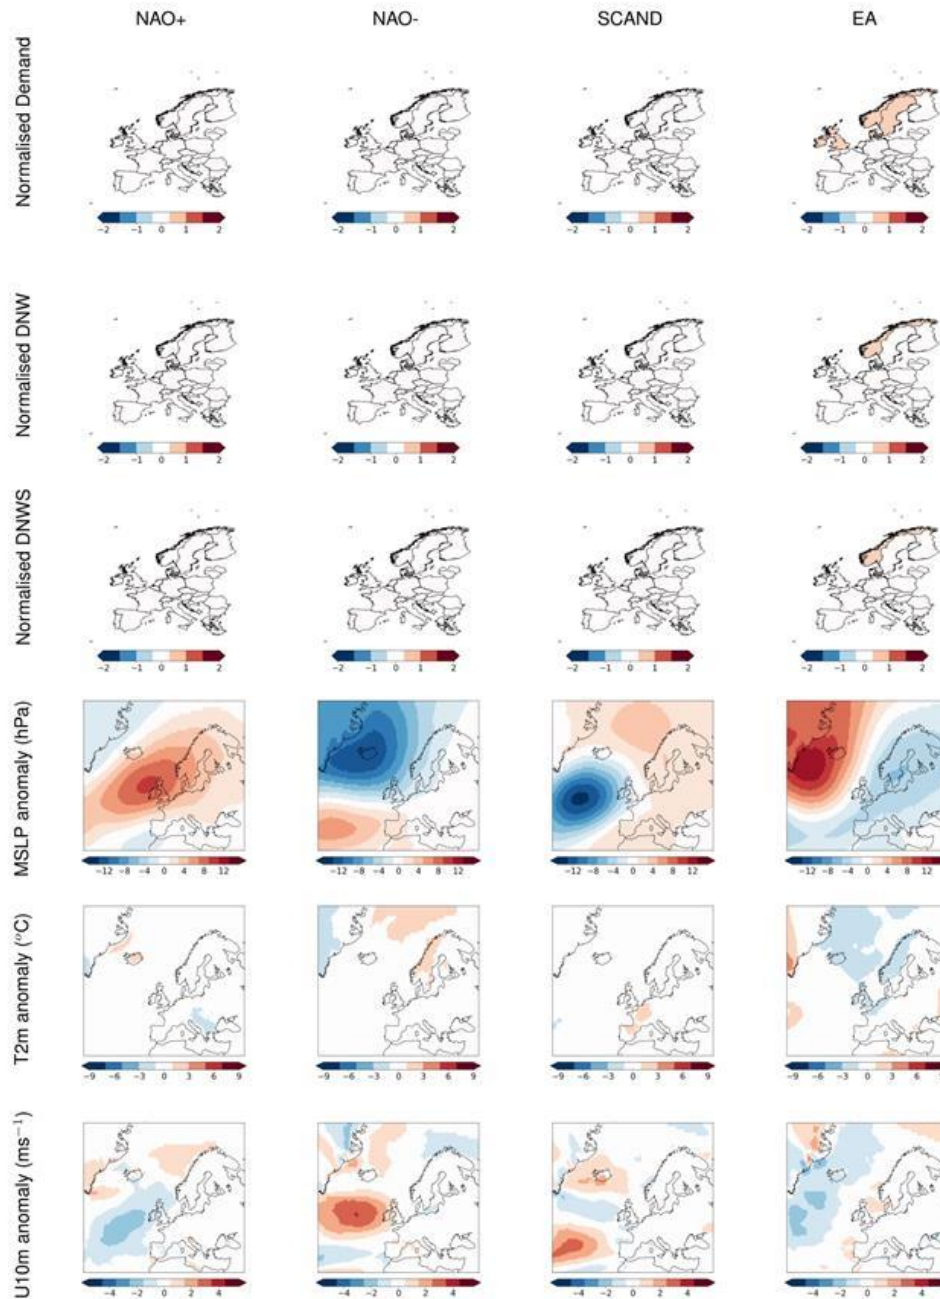 NAO+ NAO- SCAND EA
Normalised Demand
−2 −1 0 1 2 −2 −1 0 1 2 −2 −1 0 1 2 −2 −1 0 1 2
Normalised DNW
−2 −1 0 1 2 −2 −1 0 1 2 −2 −1 0 1 2 −2 −1 0 1 2
Normalised DNWS
−2 −1 0 1 2 −2 −1 0 1 2 −2 −1 0 1 2 −2 −1 0 1 2
MSLP anomaly (hPa)
−12 −8 −4 0 4 8 12 −12 −8 −4 0 4 8 12 −12 −8 −4 0 4 8 12 −12 −8 −4 0 4 8 12
T2m anomaly (°C)
−9 −6 −3 0 3 6 9 −9 −6 −3 0 3 6 9 −9 −6 −3 0 3 6 9 −9 −6 −3 0 3 6 9
U10m anomaly (ms⁻¹)
−4 −2 0 2 4 −4 −2 0 2 4 −4 −2 0 2 4 −4 −2 0 2 4